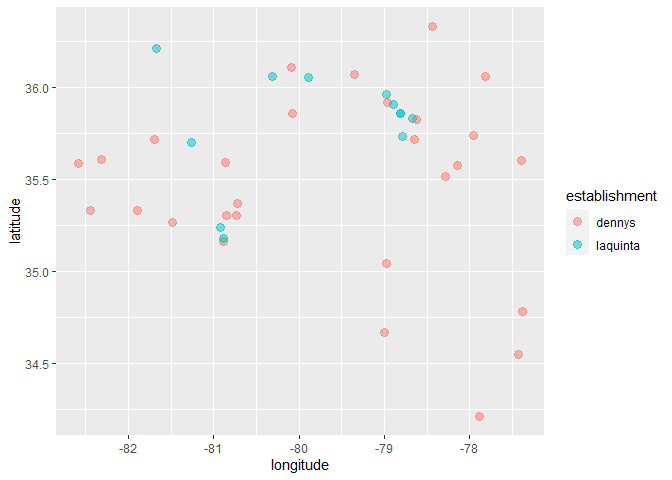 36.0
35.5
35.0
34.5
latitude
-82
-81
-80
-79
-78
longitude
establishment
dennys
laquinta